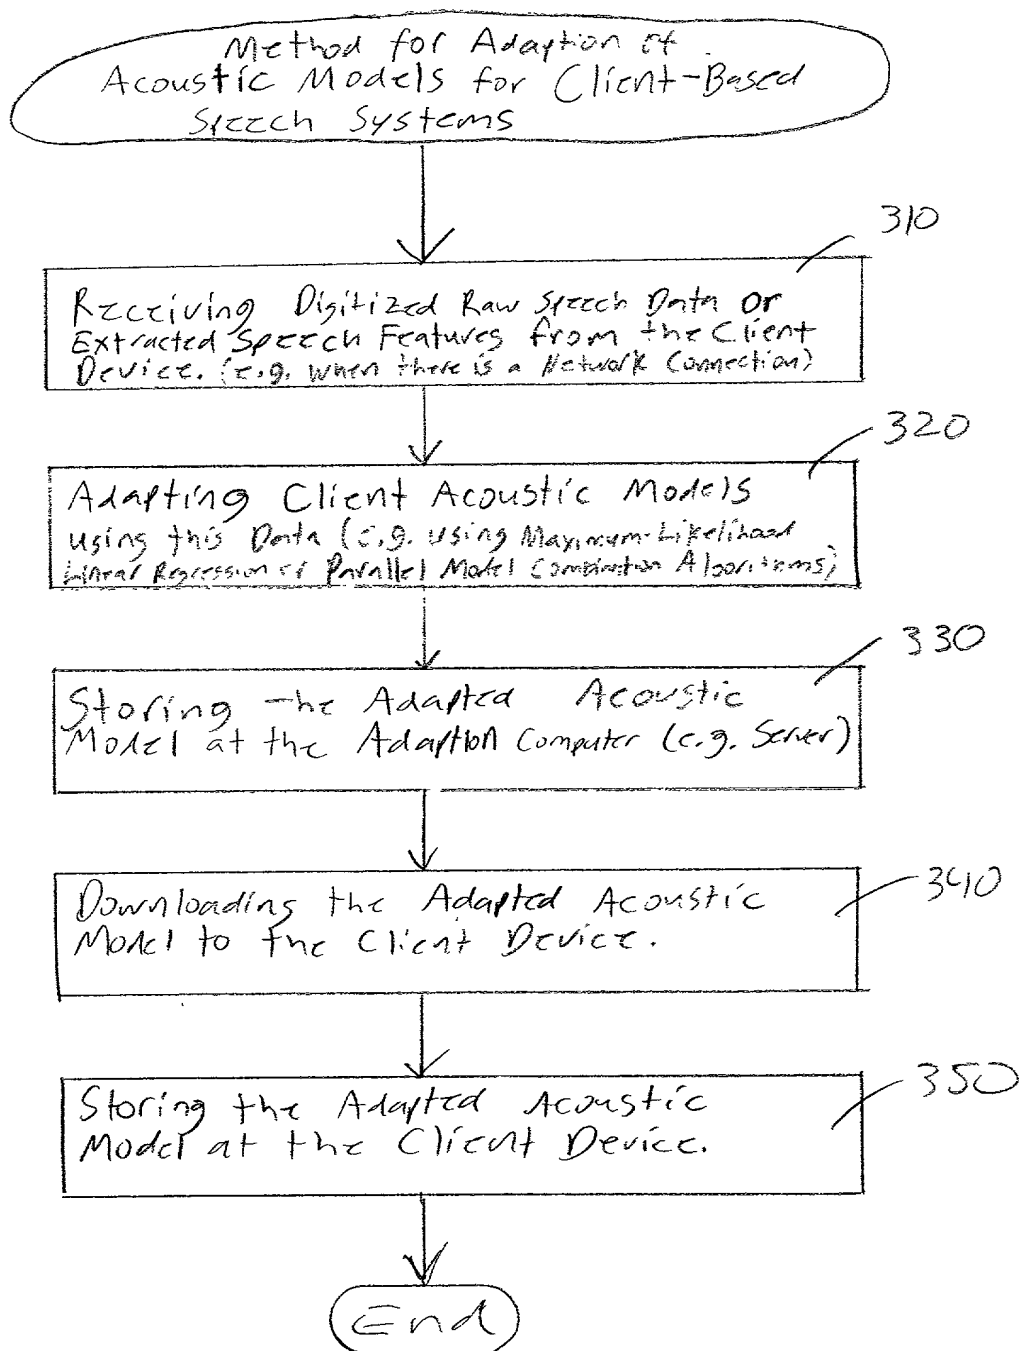 Method for Adaption of
Acoustic Models for Client-Based
Speech Systems
310
Receiving Digitized Raw Speech Data or
Extracted Speech Features from the Client
Device. (e.g. when there is a Network Connection)
320
Adapting Client Acoustic Models
using this Data (e.g. using Maximum-Likelihood
Linear Regression or Parallel Model Combination Algorithms)
330
Storing the Adapted Acoustic
Model at the Adaption Computer (e.g. Server)
340
Downloading the Adapted Acoustic
Model to the Client Device.
350
Storing the Adapted Acoustic
Model at the Client Device.
End